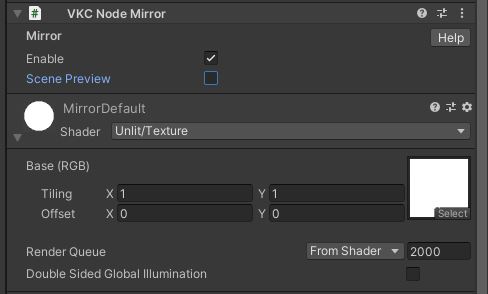 VKC Node Mirror
Mirror
Help
Enable
Scene Preview
MirrorDefault
Shader Unlit/Texture
Base (RGB)
Tiling X 1 Y 1
Offset X 0 Y 0
Select
Render Queue From Shader 2000
Double Sided Global Illumination